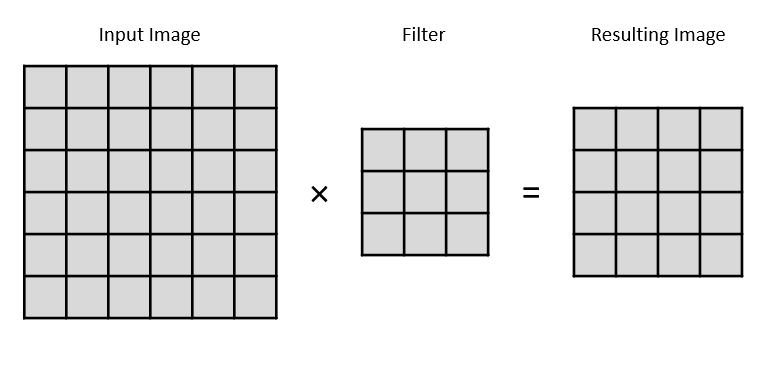 Input Image
Filter
Resulting Image
×
=